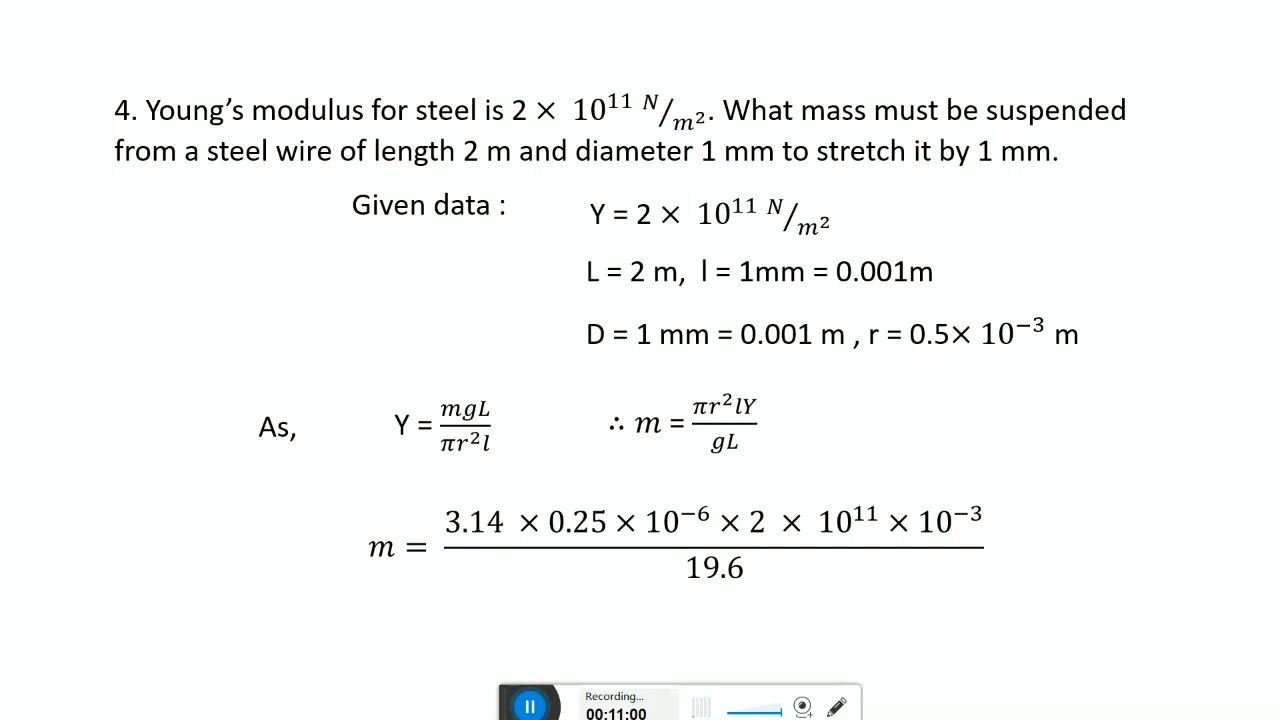 4. Young’s modulus for steel is 2 × 10¹¹ N/m². What mass must be suspended
from a steel wire of length 2 m and diameter 1 mm to stretch it by 1 mm.
Given data :
Y = 2 × 10¹¹ N/m²
L = 2 m, l = 1mm = 0.001m
D = 1 mm = 0.001 m , r = 0.5× 10⁻³ m
As, Y = mgL/πr²l ∴ m = πr²lY/gL
m = 3.14 × 0.25 × 10⁻⁶ × 2 × 10¹¹ × 10⁻³/19.6
Recording...
00:11:00